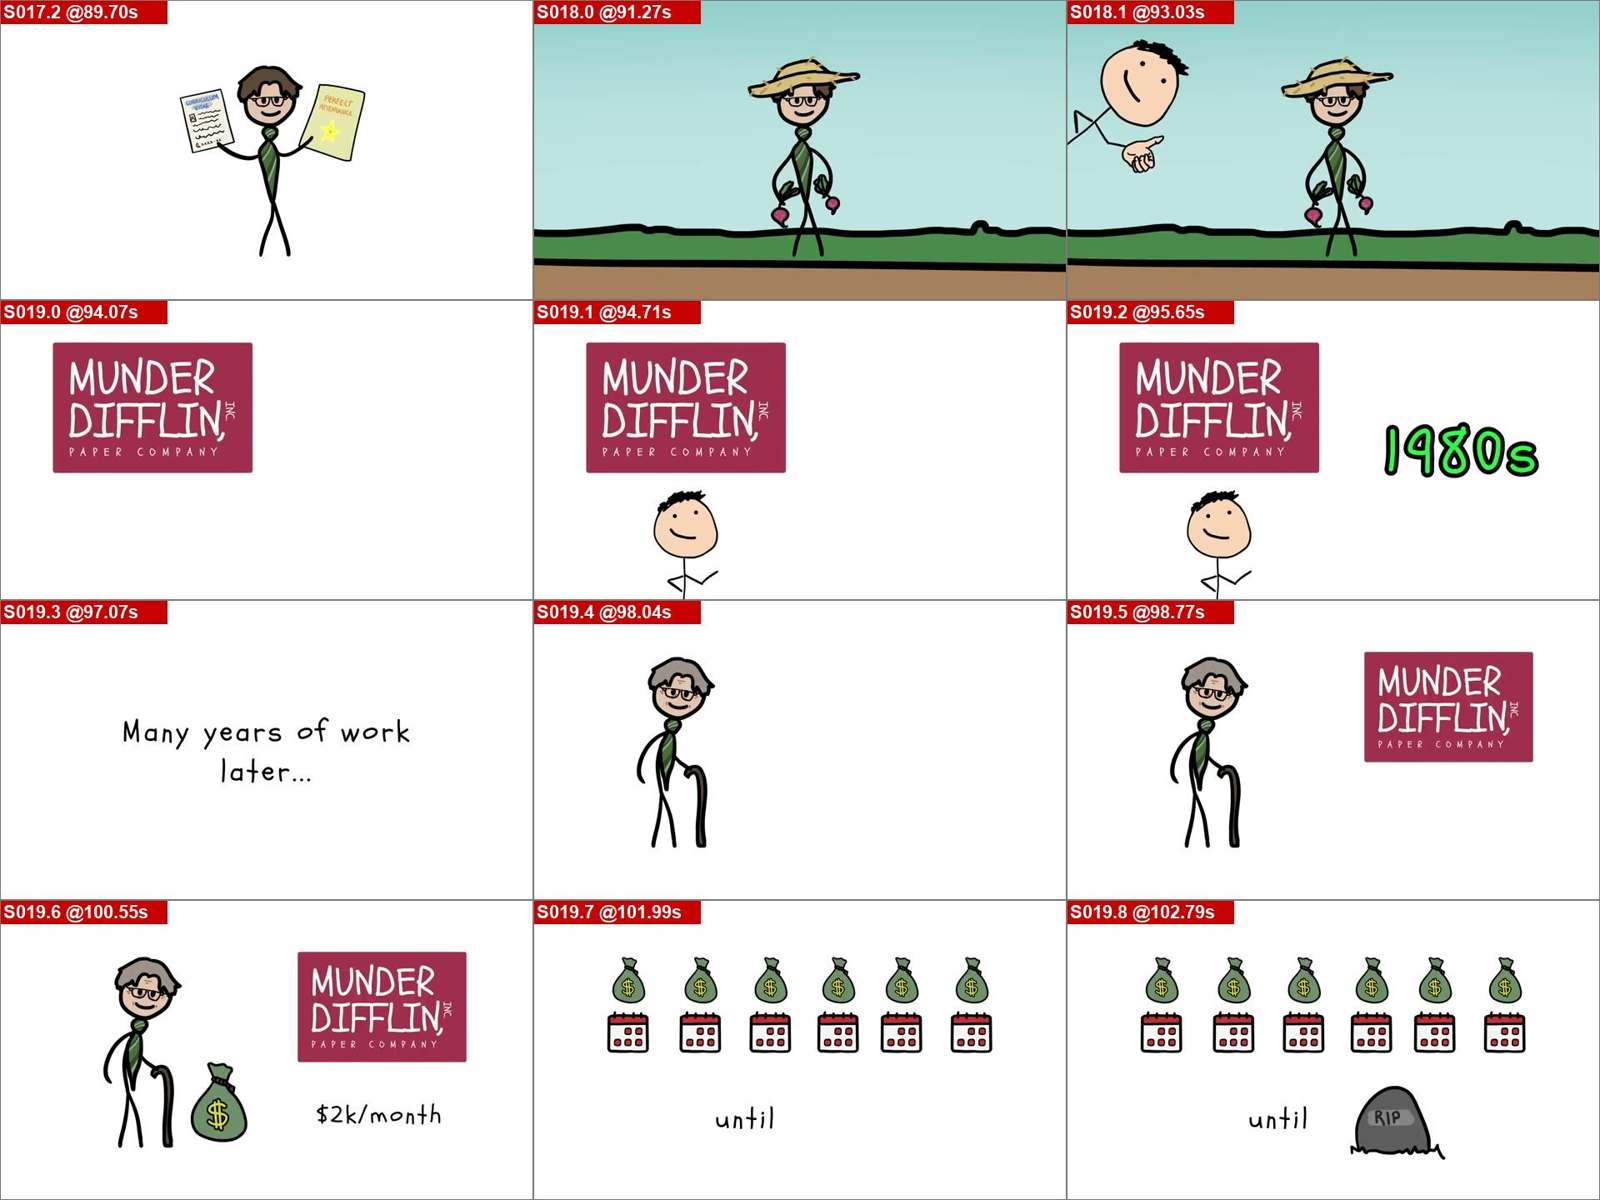 S017.2 @89.70s
CURRICULUM
VITAE
PERFECT
ATTENDANCE
S018.0 @91.27s
S018.1 @93.03s
S019.0 @94.07s
MUNDER
DIFFLIN, INC.
PAPER COMPANY
S019.1 @94.71s
MUNDER
DIFFLIN, INC.
PAPER COMPANY
S019.2 @95.65s
MUNDER
DIFFLIN, INC.
PAPER COMPANY
1980s
S019.3 @97.07s
Many years of work
later...
S019.4 @98.04s
S019.5 @98.77s
MUNDER
DIFFLIN, INC.
PAPER COMPANY
S019.6 @100.55s
MUNDER
DIFFLIN, INC.
PAPER COMPANY
$
$2k/month
S019.7 @101.99s
$ $ $ $ $ $
until
S019.8 @102.79s
$ $ $ $ $ $
until
RIP